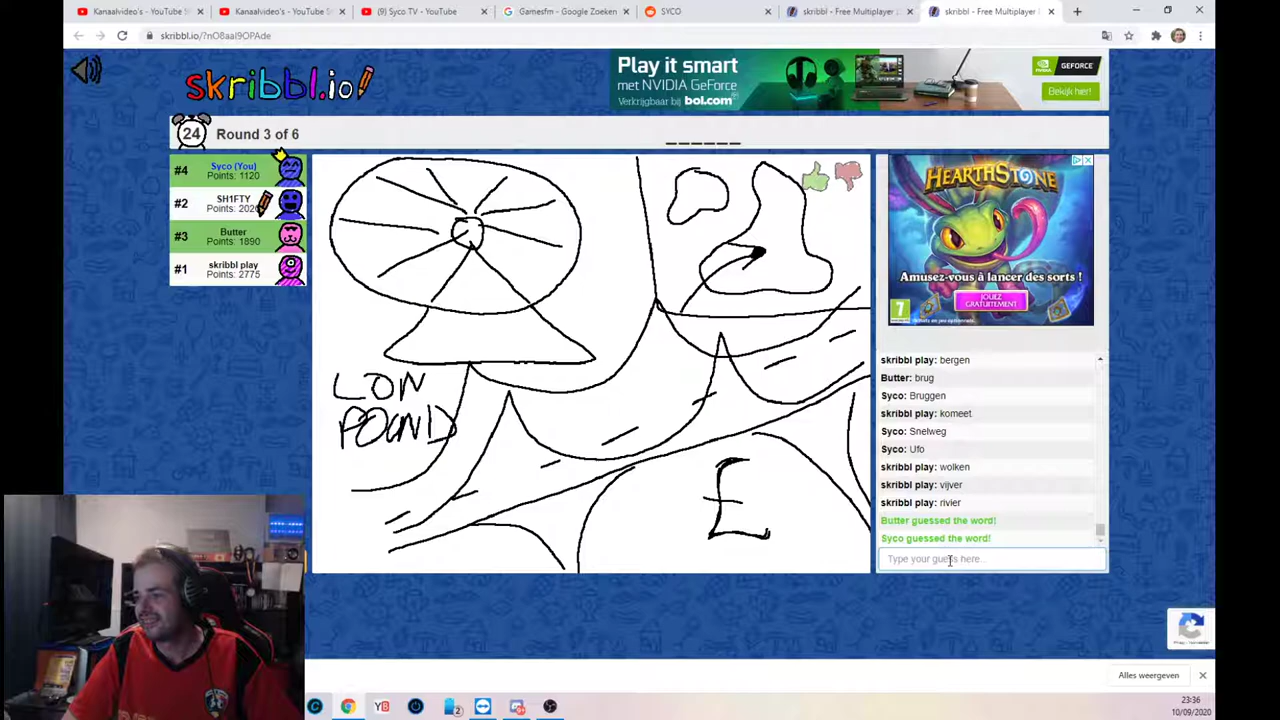 Kanaalvideo's - YouTube S
Kanaalvideo's - YouTube S
(9) Syco TV - YouTube
Gamesfm - Google Zoeken
SYCO
skribbl - Free Multiplayer
skribbl - Free Multiplayer
skribbl.io/?nO8aal9OPAde
skribbl.io
Play it smart
met NVIDIA GeForce
Verkrijgbaar bij bol.com
NVIDIA GEFORCE
Bekijk hier!
24 Round 3 of 6
______
#4 Syco (You)
Points: 1120
#2 SH1FTY
Points: 2020
#3 Butter
Points: 1890
#1 skribbl play
Points: 2775
LON
POUND
£
HEARTHSTONE
Amusez-vous à lancer des sorts !
7
JOUEZ
GRATUITEMENT
skribbl play: bergen
Butter: brug
Syco: Bruggen
skribbl play: komeet
Syco: Snelweg
Syco: Ufo
skribbl play: wolken
skribbl play: vijver
skribbl play: rivier
Butter guessed the word!
Syco guessed the word!
Type your guess here...
Alles weergeven
23:36
10/09/2020